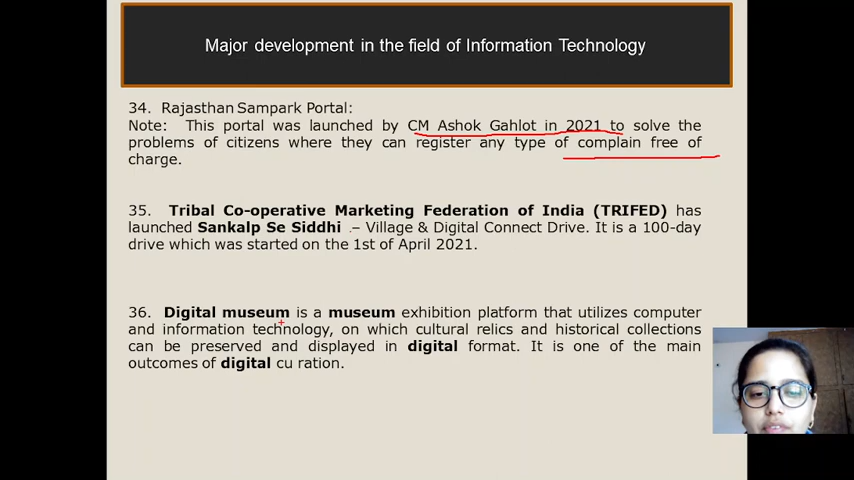 Major development in the field of Information Technology
34. Rajasthan Sampark Portal:
Note: This portal was launched by CM Ashok Gahlot in 2021 to solve the
problems of citizens where they can register any type of complain free of
charge.
35. Tribal Co-operative Marketing Federation of India (TRIFED) has
launched Sankalp Se Siddhi .– Village & Digital Connect Drive. It is a 100-day
drive which was started on the 1st of April 2021.
36. Digital museum is a museum exhibition platform that utilizes computer
and information technology, on which cultural relics and historical collections
can be preserved and displayed in digital format. It is one of the main
outcomes of digital cu ration.